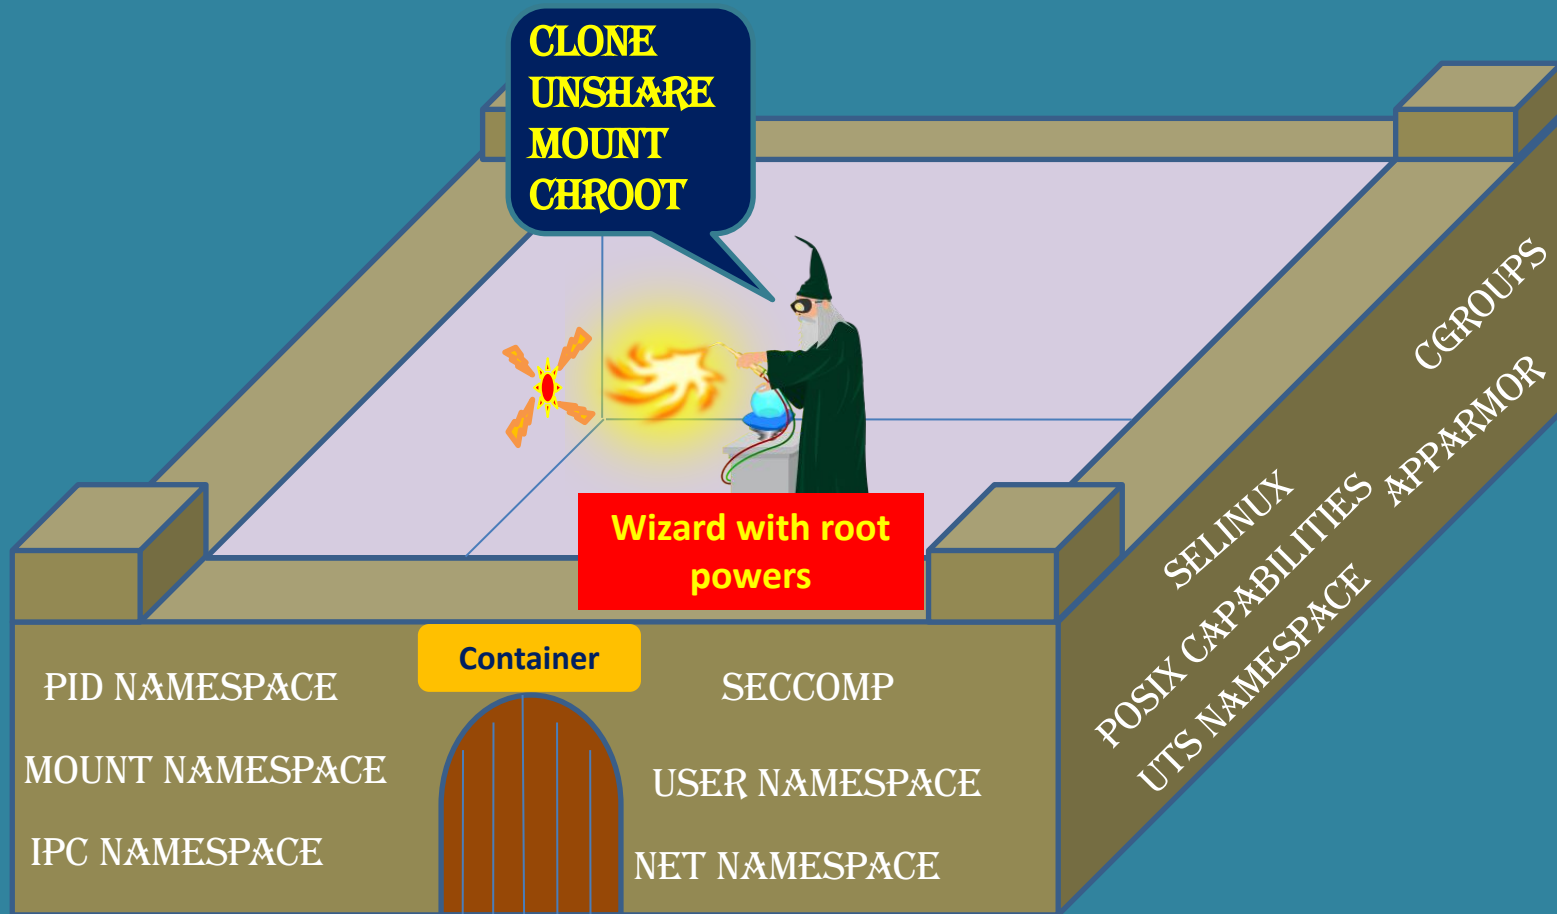 CLONE
UNSHARE
MOUNT
CHROOT
Wizard with root
powers
Container
PID NAMESPACE
MOUNT NAMESPACE
IPC NAMESPACE
SECCOMP
USER NAMESPACE
NET NAMESPACE
CGROUPS
SELINUX
APPARMOR
POSIX CAPABILITIES
UTS NAMESPACE